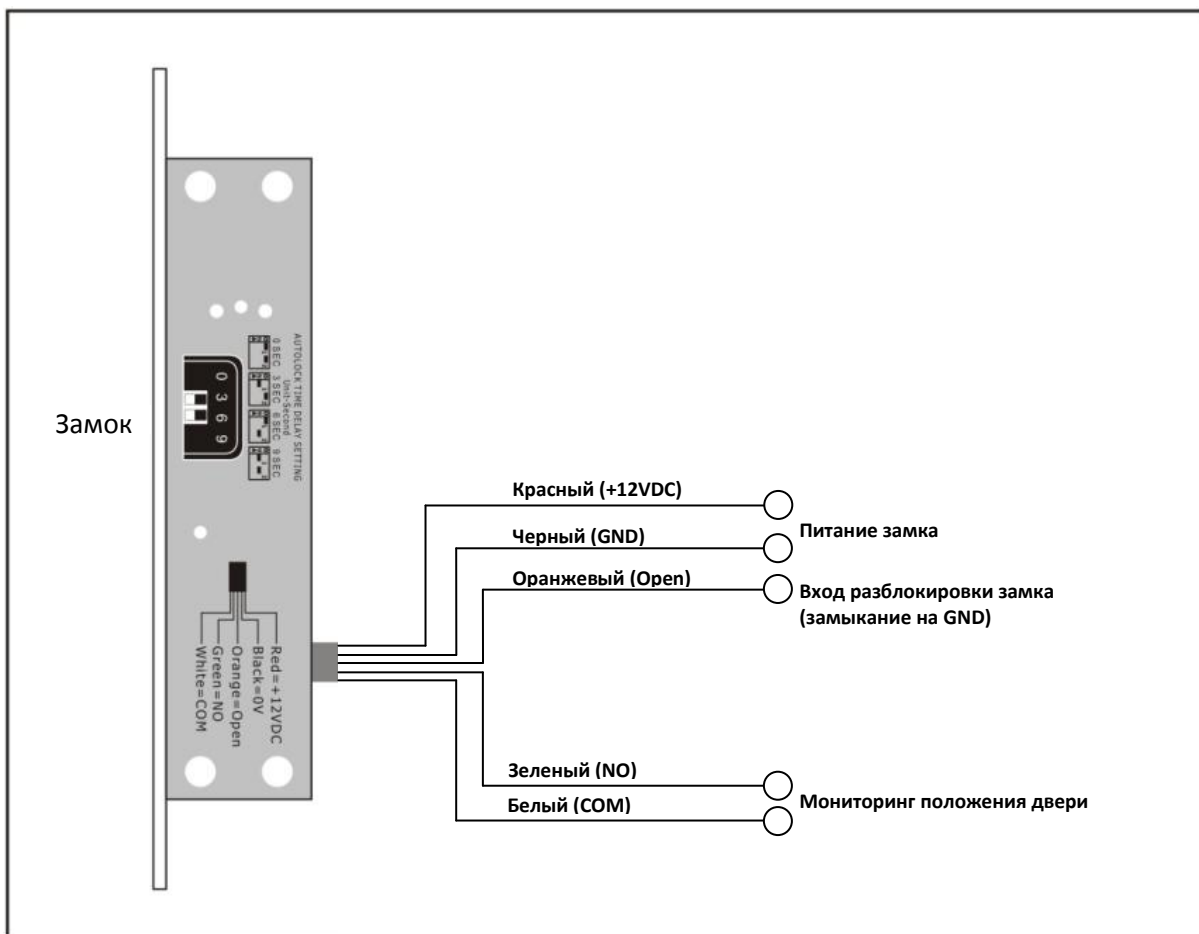 Замок
AUTOLOCK TIME DELAY SETTING
Unit-Second
0 SEC
3 SEC
6 SEC
9 SEC
0
3
6
9
Красный (+12VDC)
Черный (GND)
Питание замка
Оранжевый (Open)
Вход разблокировки замка
(замыкание на GND)
Red=+12VDC
Black=0V
Orange=Open
Green=NO
White=COM
Зеленый (NO)
Белый (COM)
Мониторинг положения двери